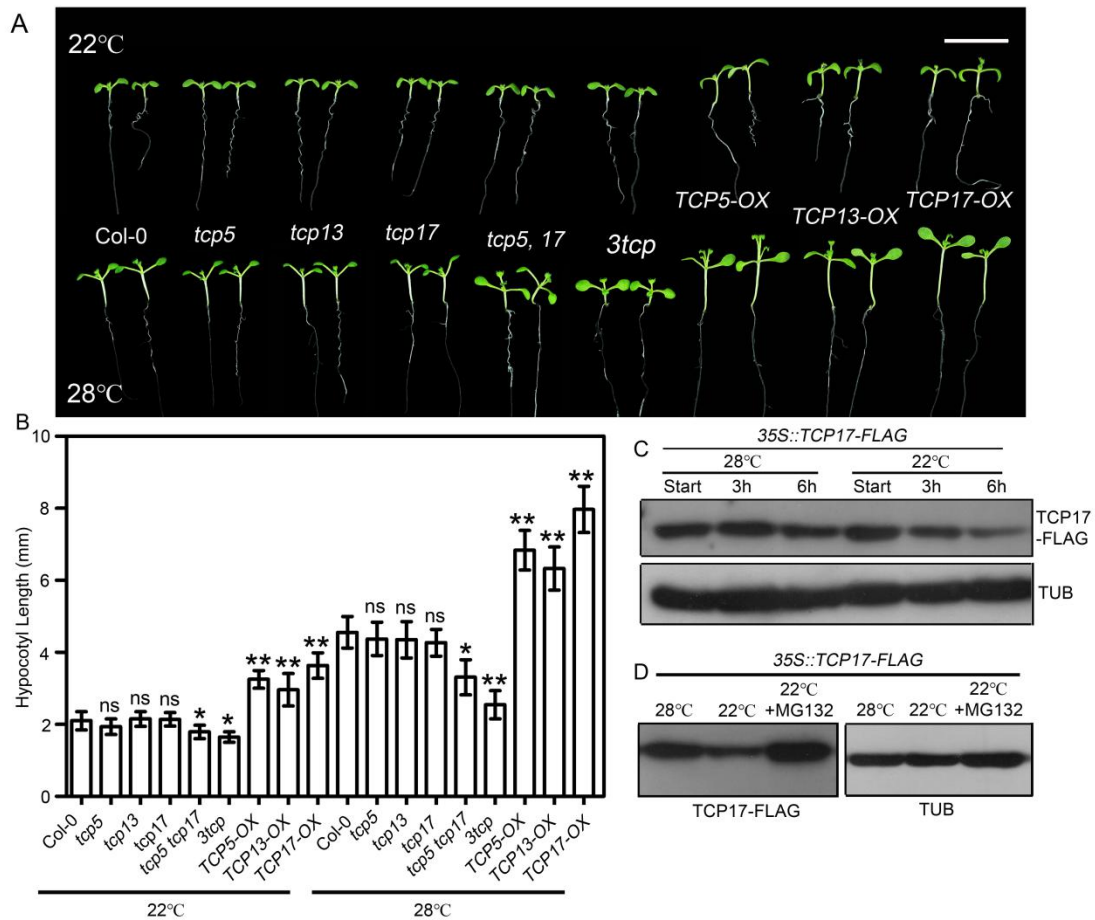 A
22℃
TCP5-OX
TCP13-OX
TCP17-OX
Col-0
tcp5
tcp13
tcp17
tcp5, 17
3tcp
28℃
B
10
8
6
4
2
0
Hypocotyl Length (mm)
ns
ns
ns
*
*
**
**
**
ns
ns
ns
*
**
**
**
**
Col-0
tcp5
tcp13
tcp17
tcp5 tcp17
3tcp
TCP5-OX
TCP13-OX
TCP17-OX
Col-0
tcp5
tcp13
tcp17
tcp5 tcp17
3tcp
TCP5-OX
TCP13-OX
TCP17-OX
22℃
28℃
C
35S::TCP17-FLAG
28℃ 22℃
Start 3h 6h Start 3h 6h
TCP17
-FLAG
TUB
D
35S::TCP17-FLAG
28℃ 22℃ 22℃
+MG132
28℃ 22℃ 22℃
+MG132
TCP17-FLAG
TUB